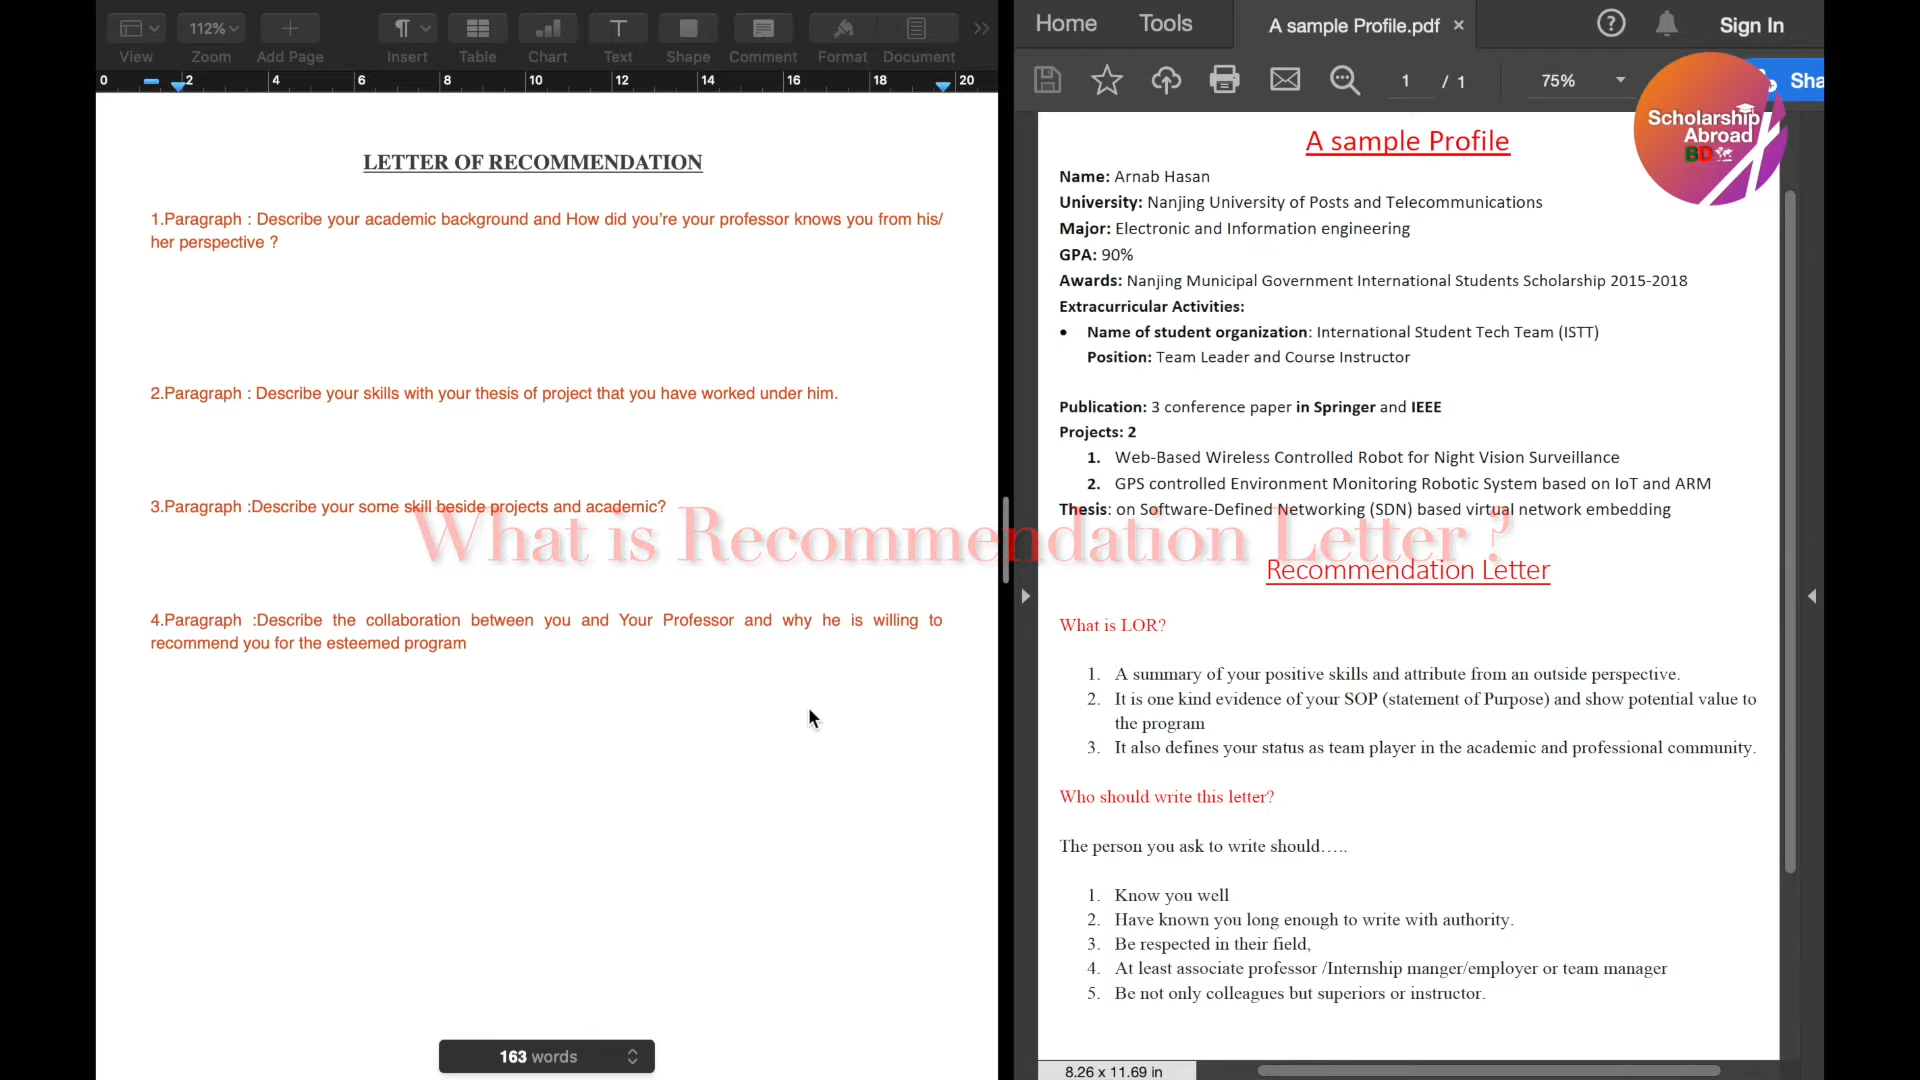 112%
View
Zoom
Add Page
Insert
Table
Chart
Text
Shape
Comment
Format
Document
0 2 4 6 8 10 12 14 16 18 20
LETTER OF RECOMMENDATION
1.Paragraph : Describe your academic background and How did you’re your professor knows you from his/
her perspective ?
2.Paragraph : Describe your skills with your thesis of project that you have worked under him.
3.Paragraph :Describe your some skill beside projects and academic?
4.Paragraph :Describe the collaboration between you and Your Professor and why he is willing to
recommend you for the esteemed program
163 words
What is Recommendation Letter ?
Home
Tools
A sample Profile.pdf ×
Sign In
1 / 1
75%
Sha
Scholarship
Abroad
BD
A sample Profile
Name: Arnab Hasan
University: Nanjing University of Posts and Telecommunications
Major: Electronic and Information engineering
GPA: 90%
Awards: Nanjing Municipal Government International Students Scholarship 2015-2018
Extracurricular Activities:
• Name of student organization: International Student Tech Team (ISTT)
Position: Team Leader and Course Instructor
Publication: 3 conference paper in Springer and IEEE
Projects: 2
1. Web-Based Wireless Controlled Robot for Night Vision Surveillance
2. GPS controlled Environment Monitoring Robotic System based on IoT and ARM
Thesis: on Software-Defined Networking (SDN) based virtual network embedding
Recommendation Letter
What is LOR?
1. A summary of your positive skills and attribute from an outside perspective.
2. It is one kind evidence of your SOP (statement of Purpose) and show potential value to
the program
3. It also defines your status as team player in the academic and professional community.
Who should write this letter?
The person you ask to write should…..
1. Know you well
2. Have known you long enough to write with authority.
3. Be respected in their field,
4. At least associate professor /Internship manger/employer or team manager
5. Be not only colleagues but superiors or instructor.
8.26 x 11.69 in